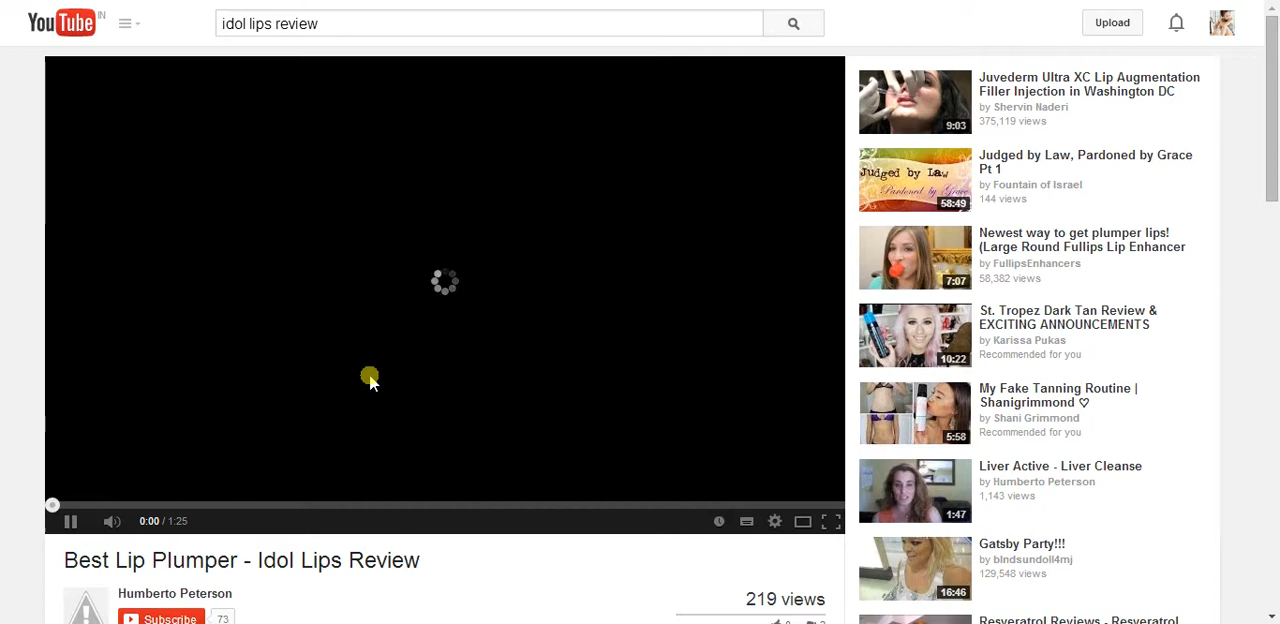 YouTube IN
idol lips review
Upload
0:00 / 1:25
Best Lip Plumper - Idol Lips Review
Humberto Peterson
Subscribe 73
219 views
Juvederm Ultra XC Lip Augmentation
Filler Injection in Washington DC
by Shervin Naderi
375,119 views
9:03
Judged by Law, Pardoned by Grace
Pt 1
by Fountain of Israel
144 views
Judged by Law
Pardoned by Grace
58:49
Newest way to get plumper lips!
(Large Round Fullips Lip Enhancer
by FullipsEnhancers
58,382 views
7:07
St. Tropez Dark Tan Review &
EXCITING ANNOUNCEMENTS
by Karissa Pukas
Recommended for you
10:22
My Fake Tanning Routine |
Shanigrimmond ♡
by Shani Grimmond
Recommended for you
5:58
Liver Active - Liver Cleanse
by Humberto Peterson
1,143 views
1:47
Gatsby Party!!!
by blndsundoll4mj
129,548 views
16:46
Resveratrol Reviews - Resveratrol